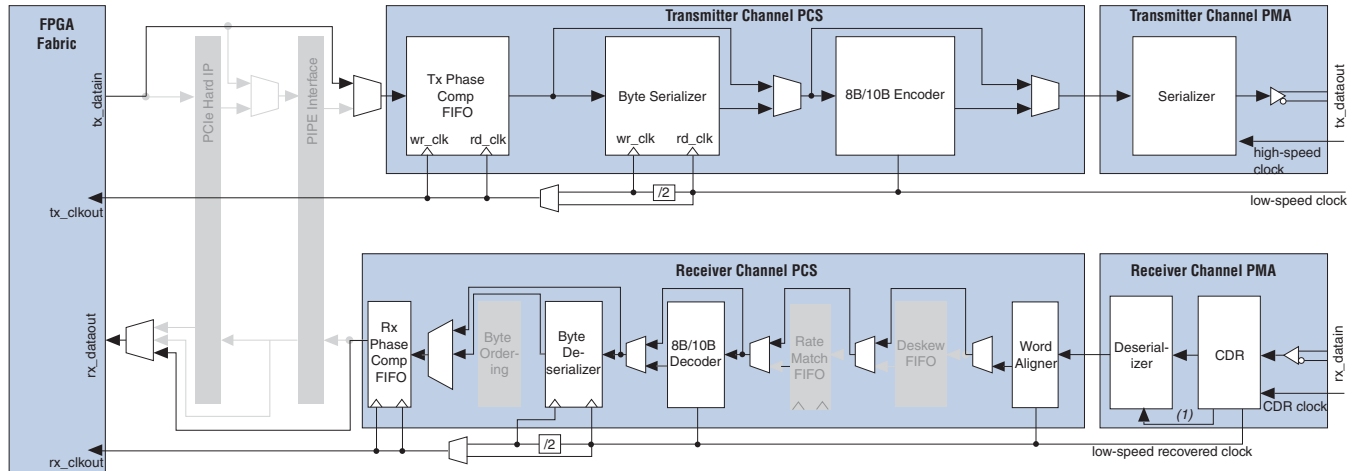 FPGA
Fabric
Transmitter Channel PCS
Transmitter Channel PMA
tx_datain
PCIe Hard IP
PIPE Interface
Tx Phase
Comp
FIFO
wr_clk
rd_clk
Byte Serializer
wr_clk
rd_clk
8B/10B Encoder
Serializer
tx_dataout
high-speed
clock
/2
tx_clkout
low-speed clock
Receiver Channel PCS
Receiver Channel PMA
rx_dataout
Rx
Phase
Comp
FIFO
Byte
Order-
ing
Byte
De-
serializer
8B/10B
Decoder
Rate
Match
FIFO
Deskew
FIFO
Word
Aligner
Deserial-
izer
CDR
rx_datain
CDR clock
(1)
/2
rx_clkout
low-speed recovered clock